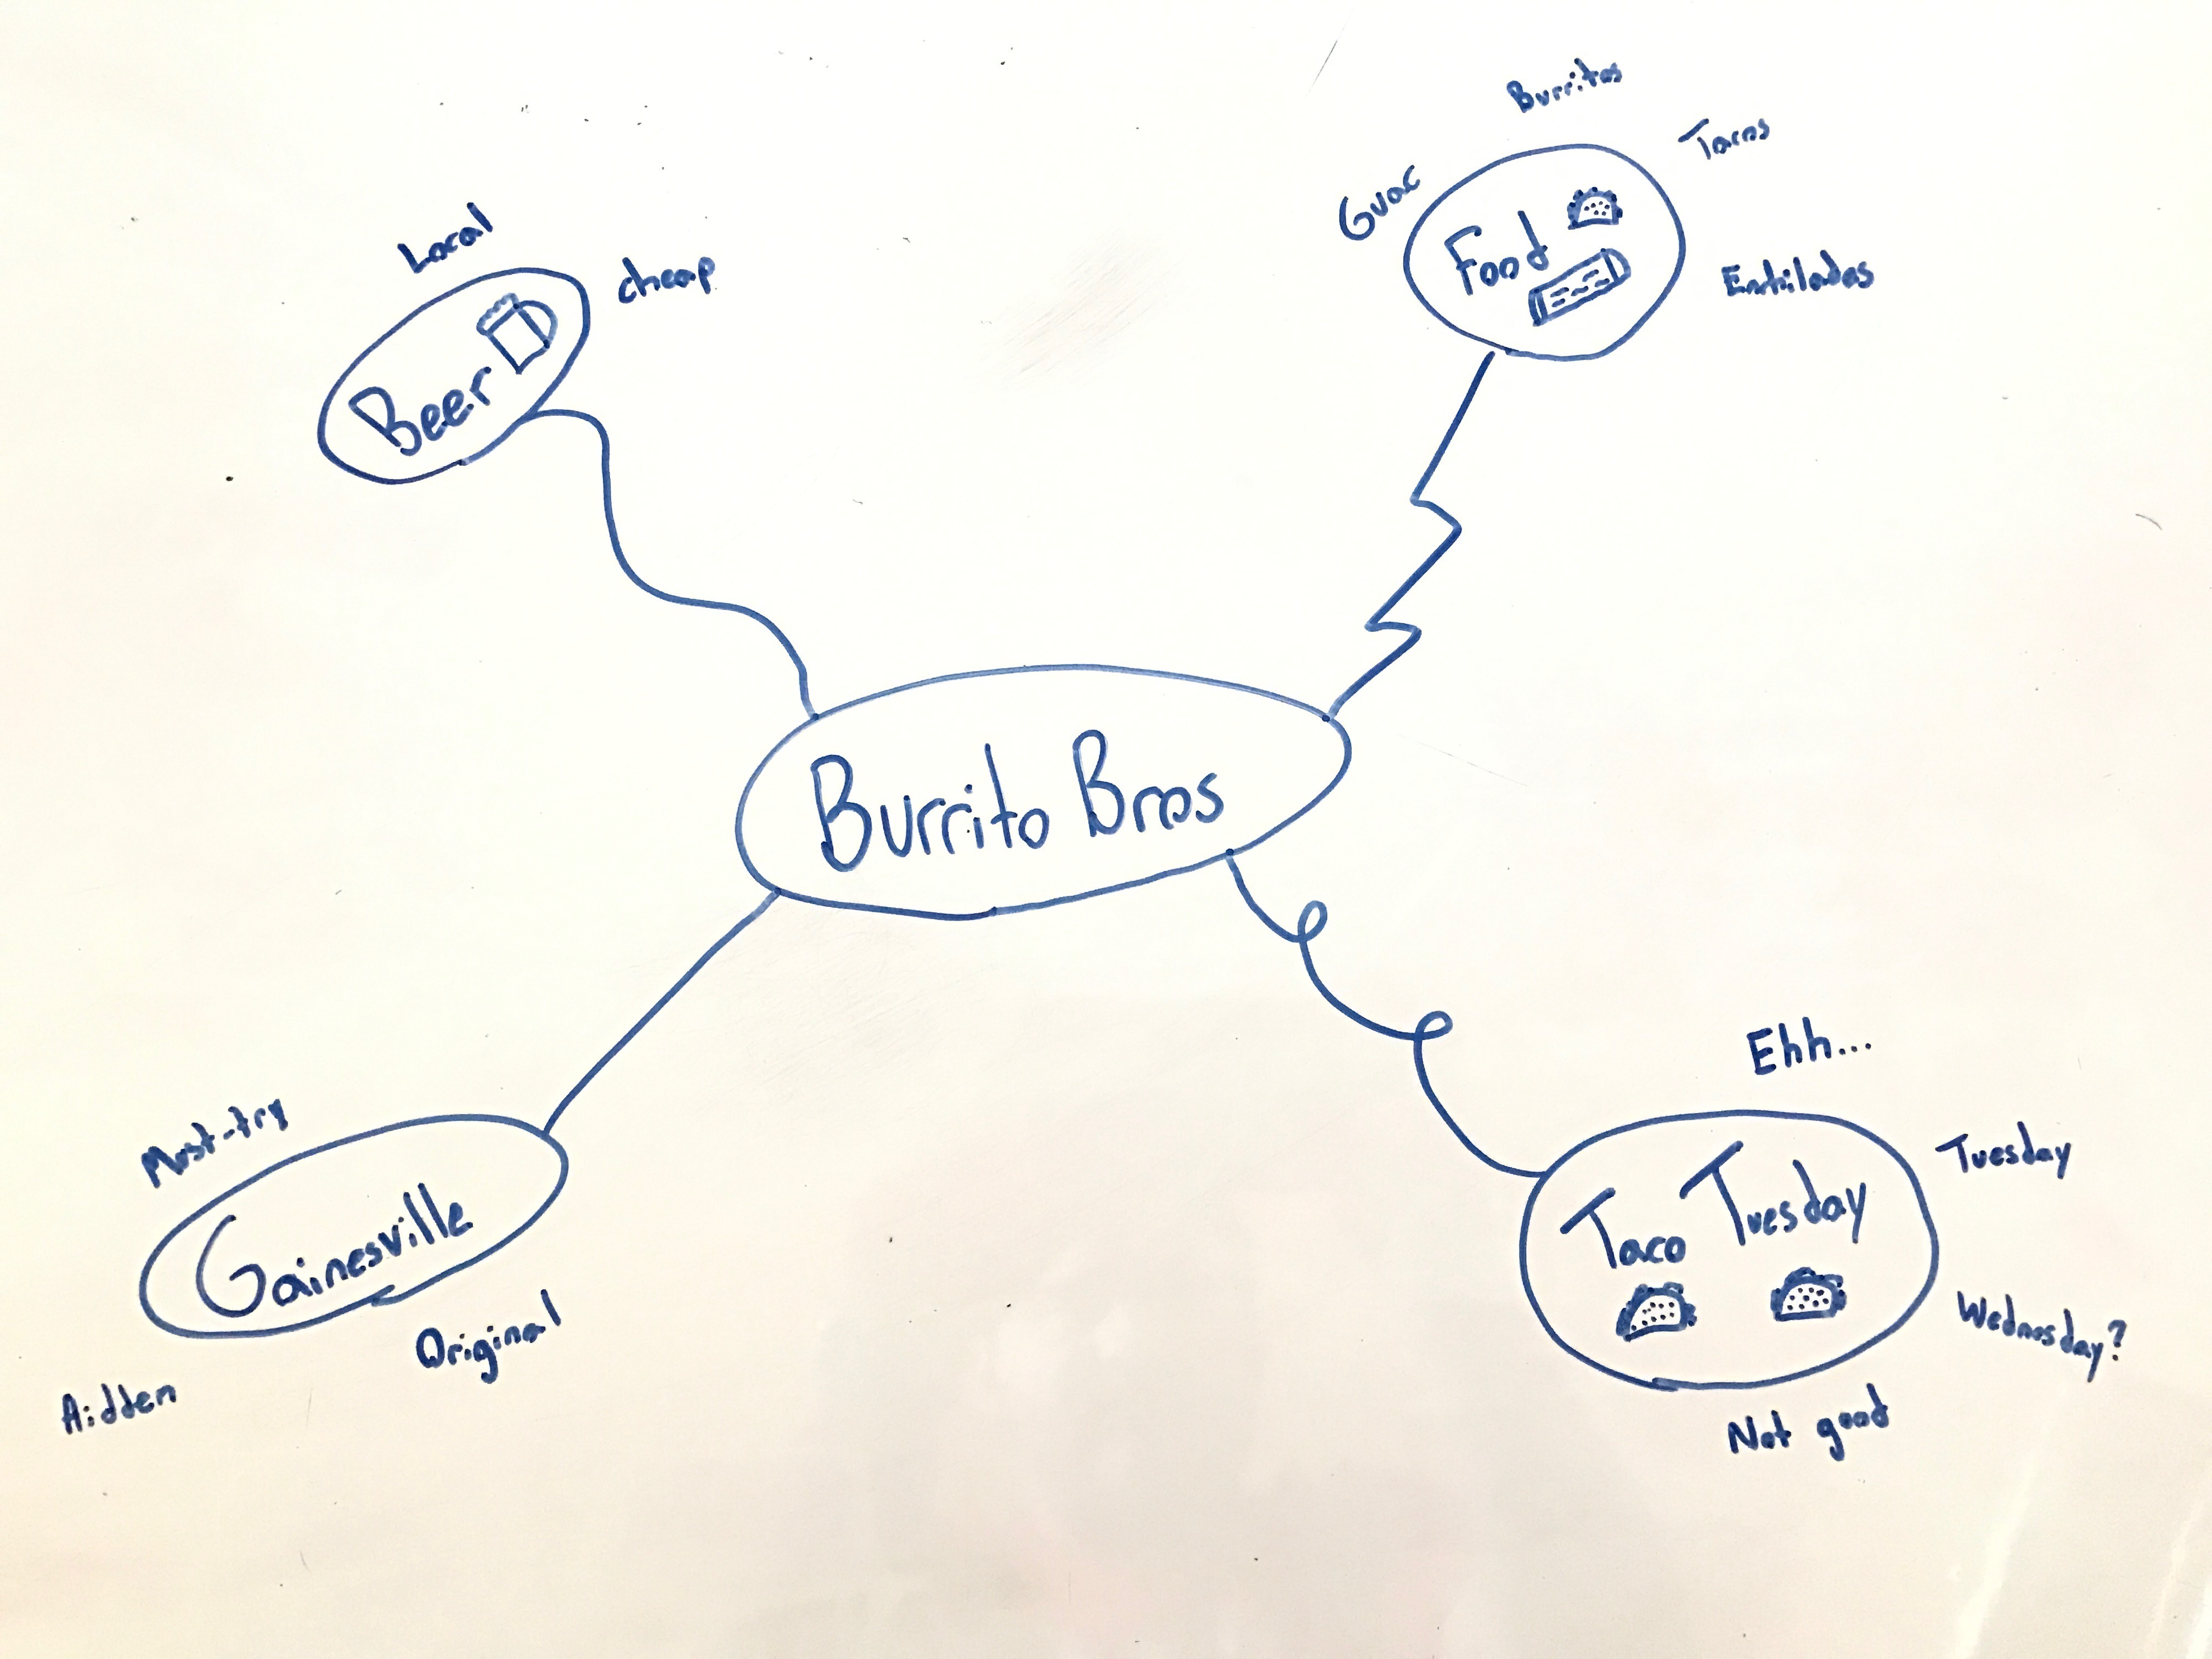 Burritos
Tacos
Guac
Food
Entilados
Local
cheap
Beer
Burrito Bros
Ehh...
Must-try
Gainesville
Original
Aidden
Tuesday
Taco Tuesday
Wednesday?
Not good